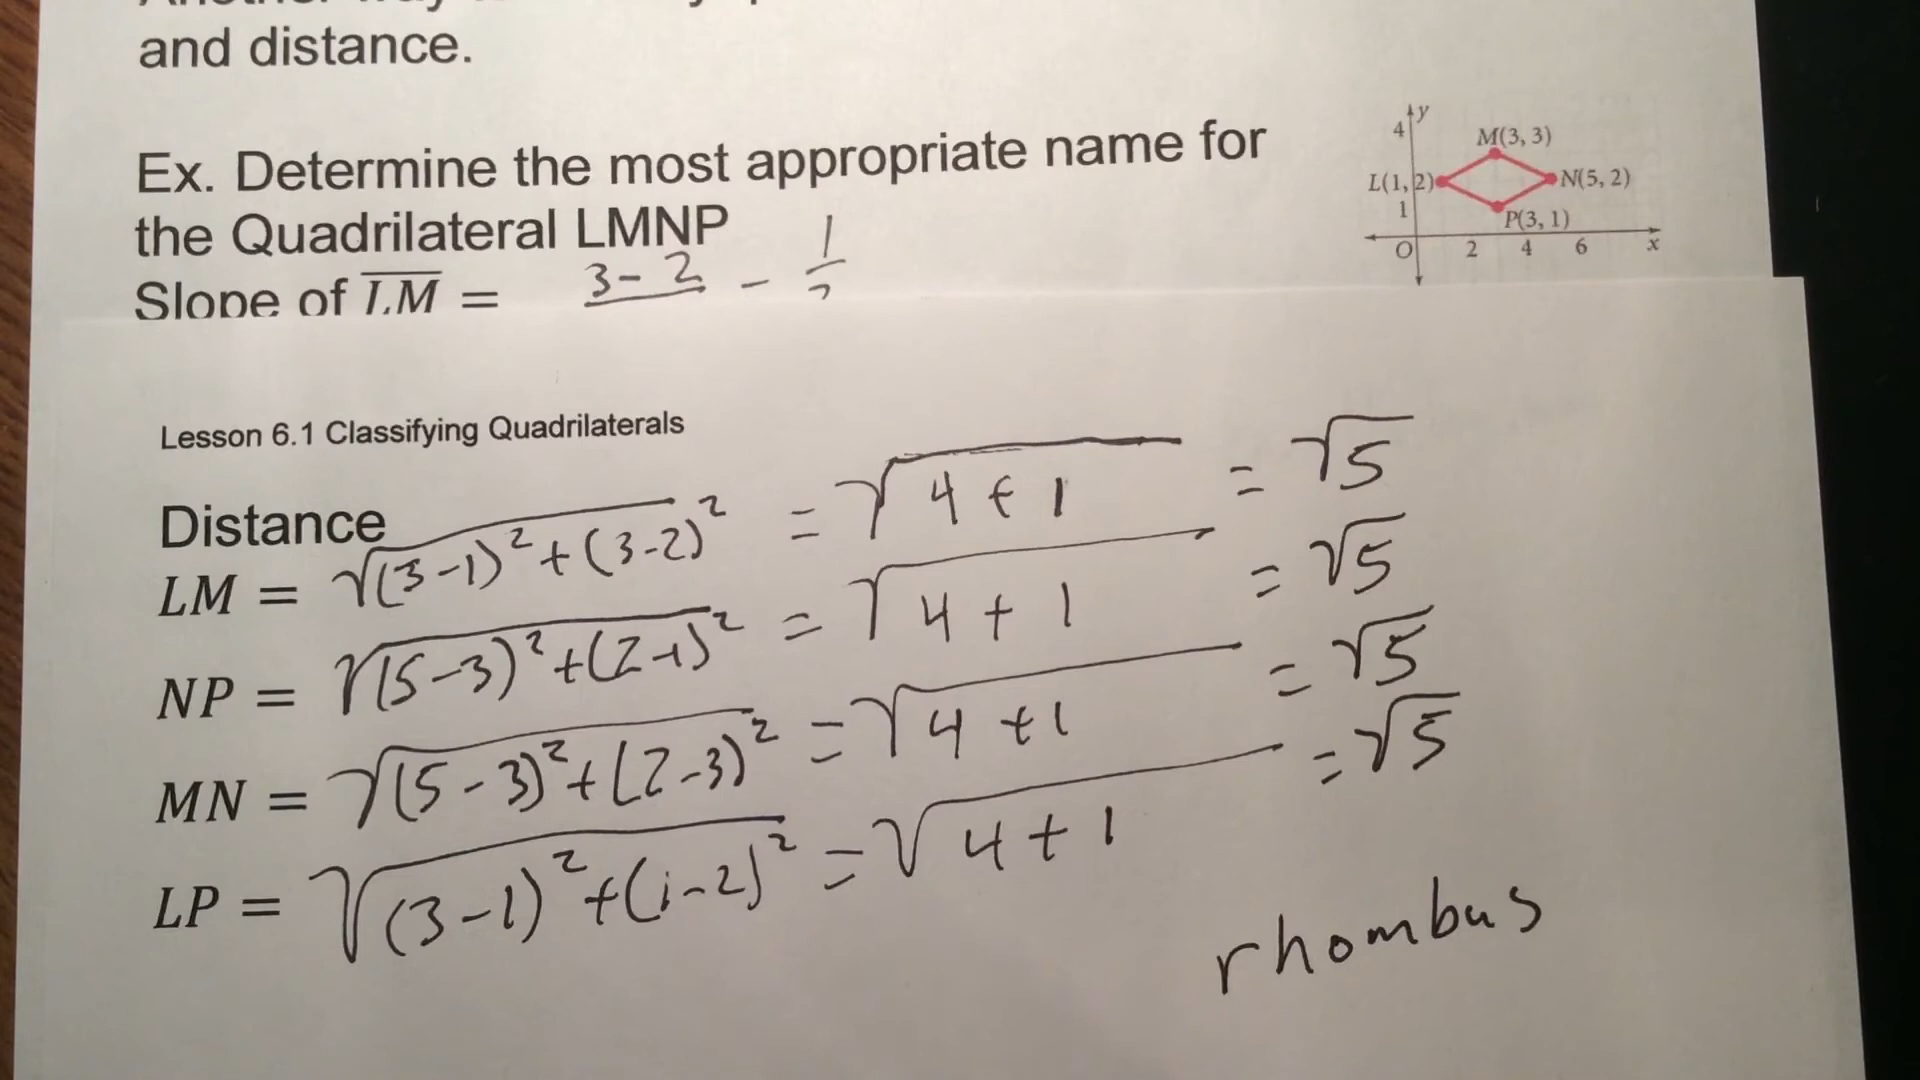 and distance.
Ex. Determine the most appropriate name for
the Quadrilateral LMNP
Slope of LM = 3-2 - 1
y
4
M(3, 3)
L(1, 2)
N(5, 2)
1
P(3, 1)
O 2 4 6 x
Lesson 6.1 Classifying Quadrilaterals
Distance
LM = √(3-1)²+(3-2)² = √4+1 = √5
NP = √(5-3)²+(2-1)² = √4+1 = √5
MN = √(5-3)²+(2-3)² = √4+1 = √5
LP = √(3-1)²+(1-2)² = √4+1 = √5
rhombus